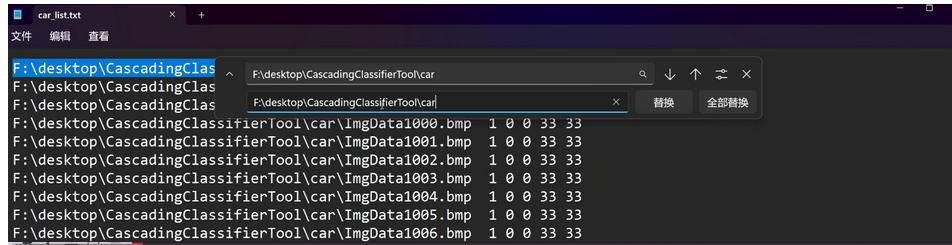 car_list.txt
文件 编辑 查看
F:\desktop\CascadingClas
F:\desktop\CascadingClassifierTool\car
F:\desktop\CascadingClas
F:\desktop\CascadingClas
F:\desktop\CascadingClassifierTool\car
替换 全部替换
F:\desktop\CascadingClassifierTool\car\ImgData1000.bmp 1 0 0 33 33
F:\desktop\CascadingClassifierTool\car\ImgData1001.bmp 1 0 0 33 33
F:\desktop\CascadingClassifierTool\car\ImgData1002.bmp 1 0 0 33 33
F:\desktop\CascadingClassifierTool\car\ImgData1003.bmp 1 0 0 33 33
F:\desktop\CascadingClassifierTool\car\ImgData1004.bmp 1 0 0 33 33
F:\desktop\CascadingClassifierTool\car\ImgData1005.bmp 1 0 0 33 33
F:\desktop\CascadingClassifierTool\car\ImgData1006.bmp 1 0 0 33 33